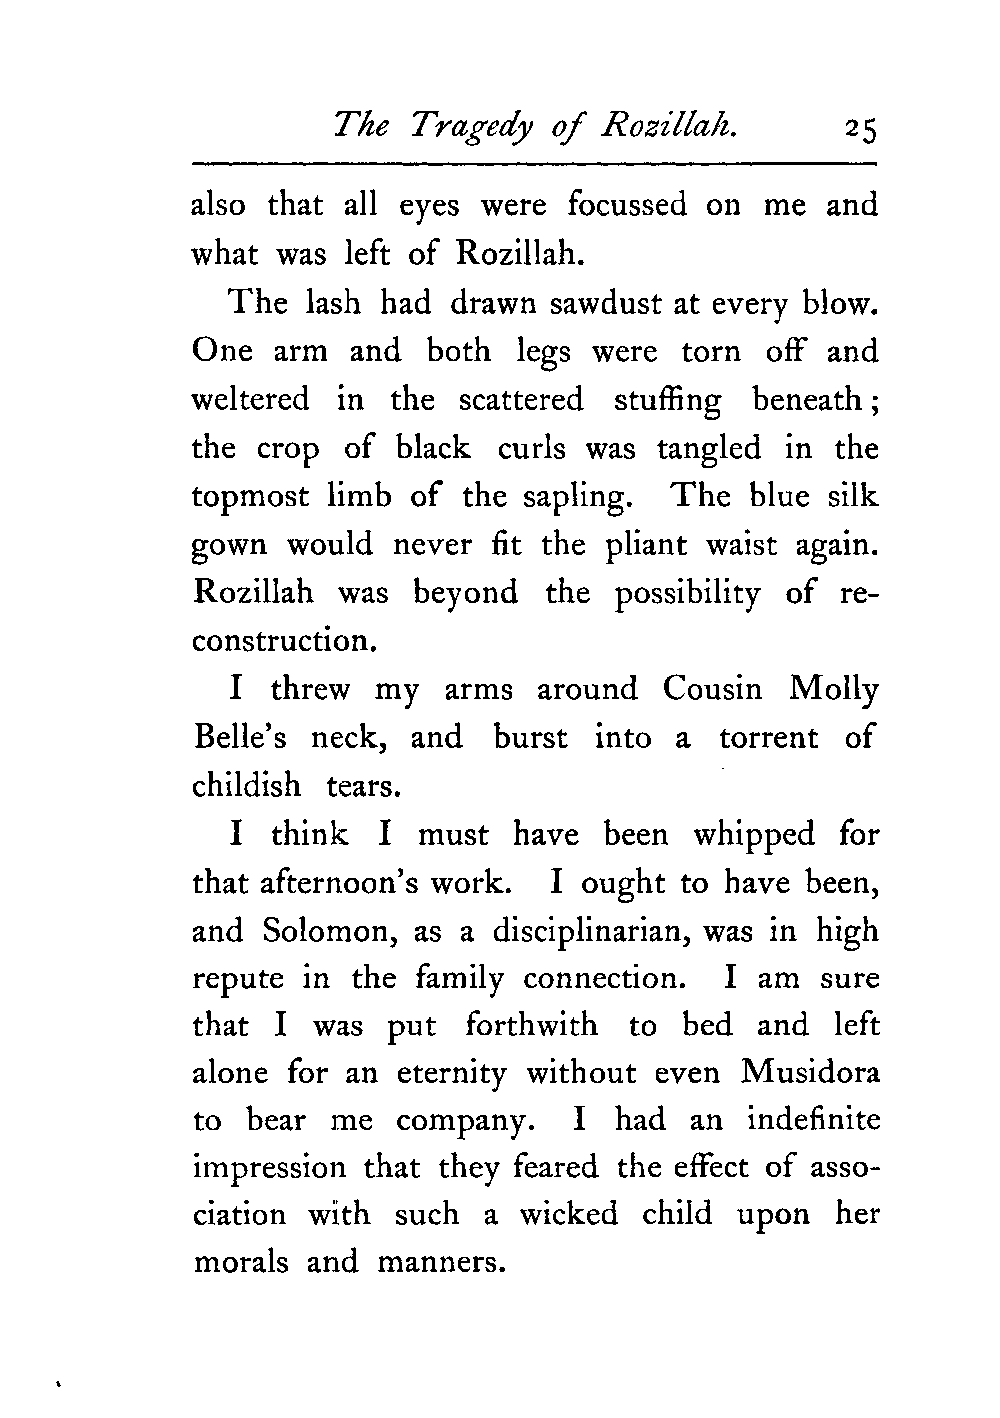 The Tragedy of Rozillah. 25
also that all eyes were focussed on me and
what was left of Rozillah.
The lash had drawn sawdust at every blow.
One arm and both legs were torn off and
weltered in the scattered stuffing beneath;
the crop of black curls was tangled in the
topmost limb of the sapling. The blue silk
gown would never fit the pliant waist again.
Rozillah was beyond the possibility of re-
construction.
I threw my arms around Cousin Molly
Belle's neck, and burst into a torrent of
childish tears.
I think I must have been whipped for
that afternoon's work. I ought to have been,
and Solomon, as a disciplinarian, was in high
repute in the family connection. I am sure
that I was put forthwith to bed and left
alone for an eternity without even Musidora
to bear me company. I had an indefinite
impression that they feared the effect of asso-
ciation with such a wicked child upon her
morals and manners.